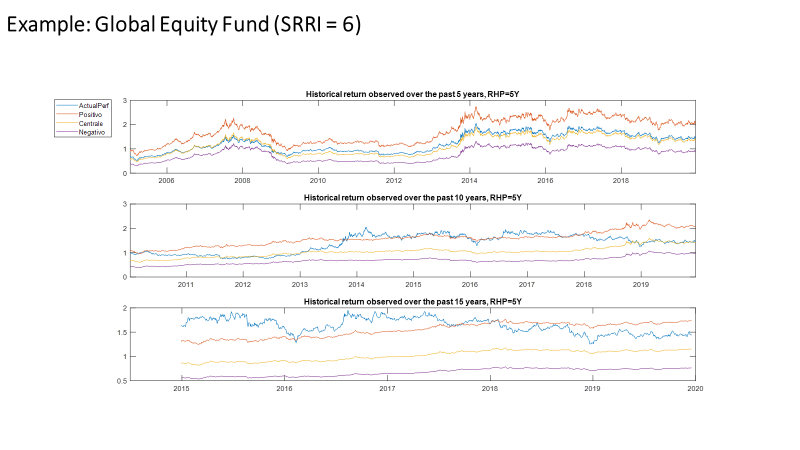 Example: Global Equity Fund (SRRI = 6)
Historical return observed over the past 5 years, RHP=5Y
ActualPerf
Positivo
Centrale
Negativo
3
2
1
0
2006 2008 2010 2012 2014 2016 2018
Historical return observed over the past 10 years, RHP=5Y
3
2
1
0
2011 2012 2013 2014 2015 2016 2017 2018 2019
Historical return observed over the past 15 years, RHP=5Y
2
1.5
1
0.5
2015 2016 2017 2018 2019 2020